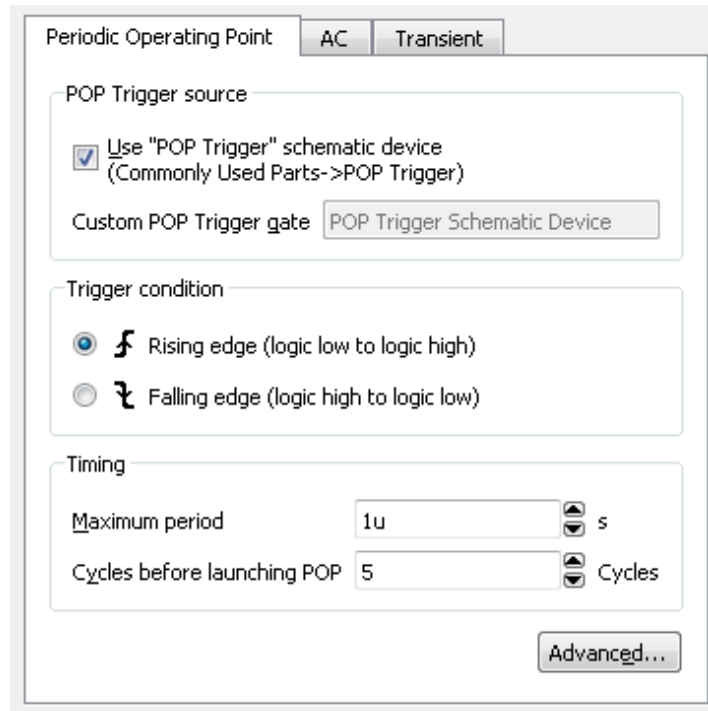 Periodic Operating Point
AC
Transient
POP Trigger source
Use "POP Trigger" schematic device
(Commonly Used Parts->POP Trigger)
Custom POP Trigger gate
POP Trigger Schematic Device
Trigger condition
Rising edge (logic low to logic high)
Falling edge (logic high to logic low)
Timing
Maximum period
1u
s
Cycles before launching POP
5
Cycles
Advanced...